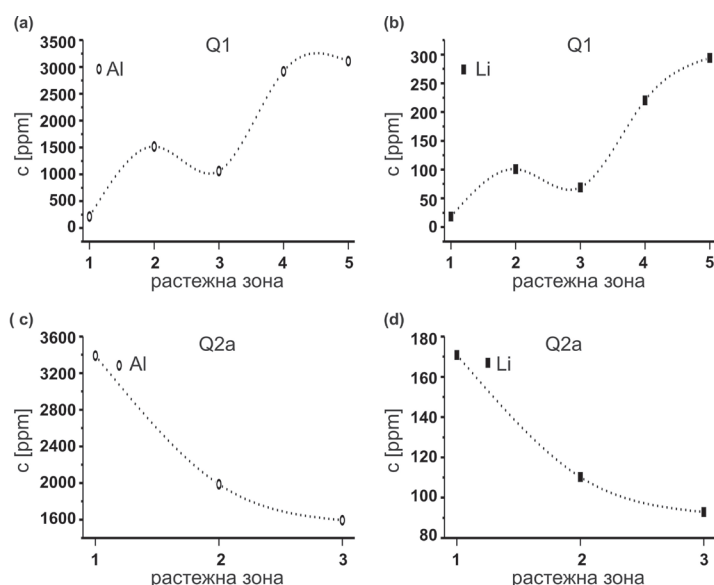 (a)
Q1
Al
c [ppm]
3500
3000
2500
2000
1500
1000
500
0
1 2 3 4 5
растежна зона
(b)
Q1
Li
c [ppm]
300
250
200
150
100
50
0
1 2 3 4 5
растежна зона
( c)
Q2a
Al
c [ppm]
3600
3200
2800
2400
2000
1600
1 2 3
растежна зона
(d)
Q2a
Li
c [ppm]
180
160
140
120
100
80
1 2 3
растежна зона